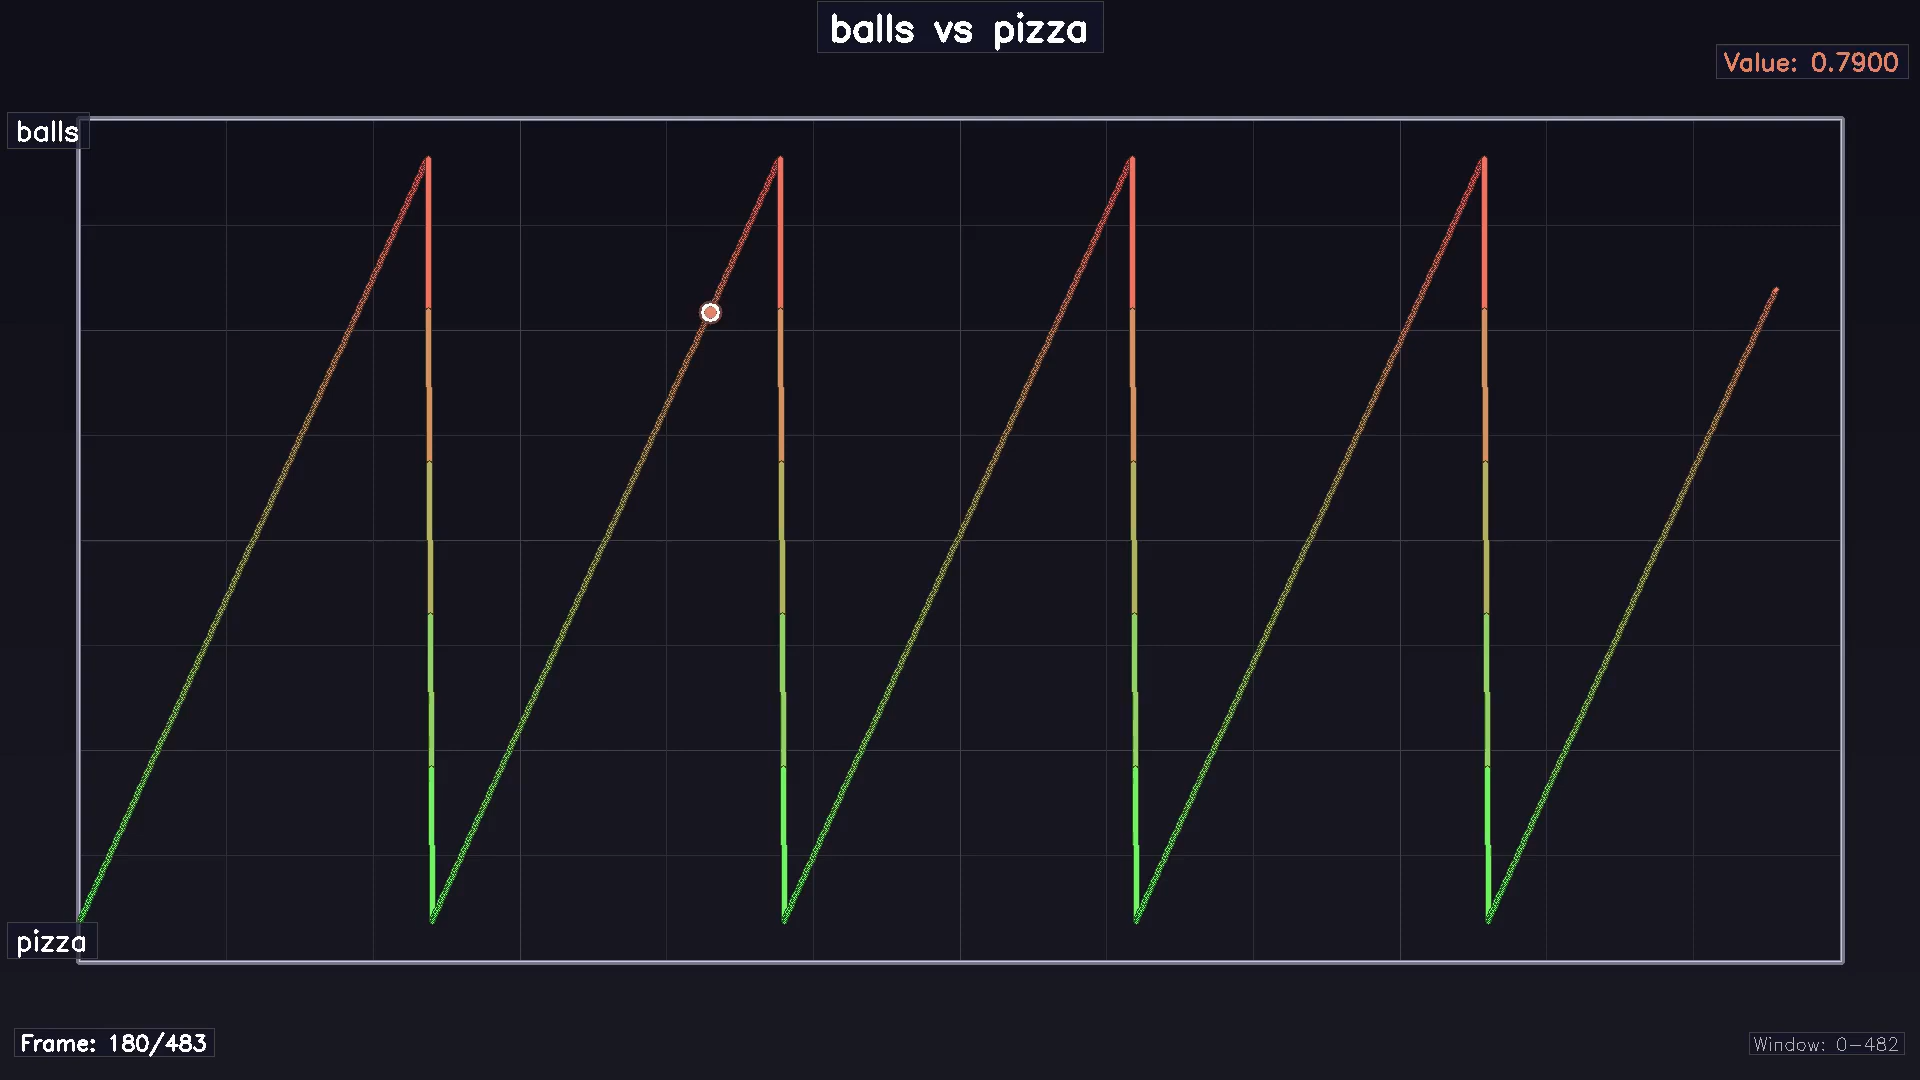 balls vs pizza
Value: 0.7900
balls
pizza
Frame: 180/483
Window: 0-482